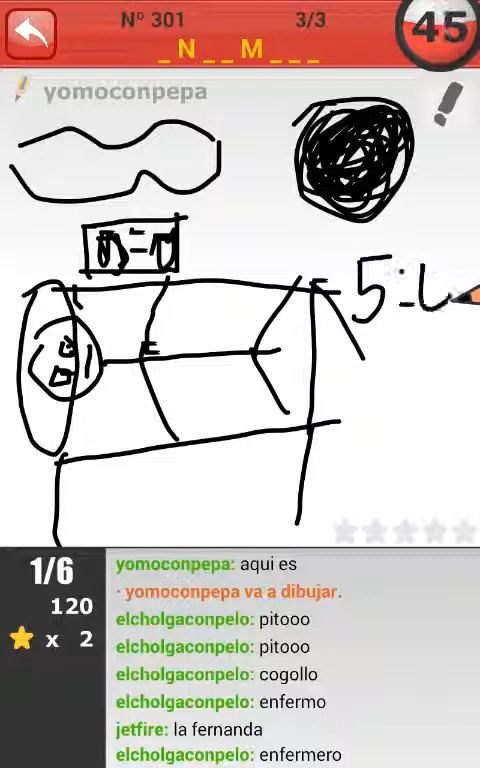 Nº 301 3/3 45
_ N _ _ M _ _ _
yomoconpepa
1/6
120
x 2
yomoconpepa: aqui es
· yomoconpepa va a dibujar.
elcholgaconpelo: pitooo
elcholgaconpelo: pitooo
elcholgaconpelo: cogollo
elcholgaconpelo: enfermo
jetfire: la fernanda
elcholgaconpelo: enfermero